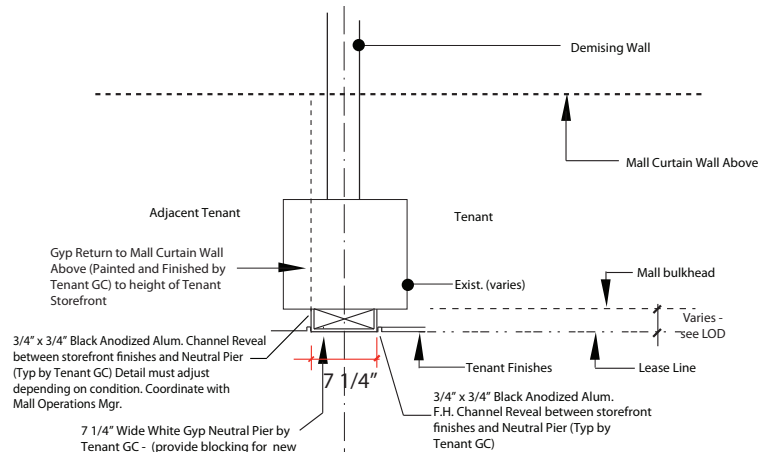 Demising Wall
Mall Curtain Wall Above
Adjacent Tenant
Tenant
Gyp Return to Mall Curtain Wall
Above (Painted and Finished by
Tenant GC) to height of Tenant
Storefront
Exist. (varies)
Mall bulkhead
Varies -
see LOD
3/4” x 3/4” Black Anodized Alum. Channel Reveal
between storefront finishes and Neutral Pier
(Typ by Tenant GC) Detail must adjust
depending on condition. Coordinate with
Mall Operations Mgr.
7 1/4”
Tenant Finishes
Lease Line
3/4” x 3/4” Black Anodized Alum.
F.H. Channel Reveal between storefront
finishes and Neutral Pier (Typ by
Tenant GC)
7 1/4” Wide White Gyp Neutral Pier by
Tenant GC - (provide blocking for new